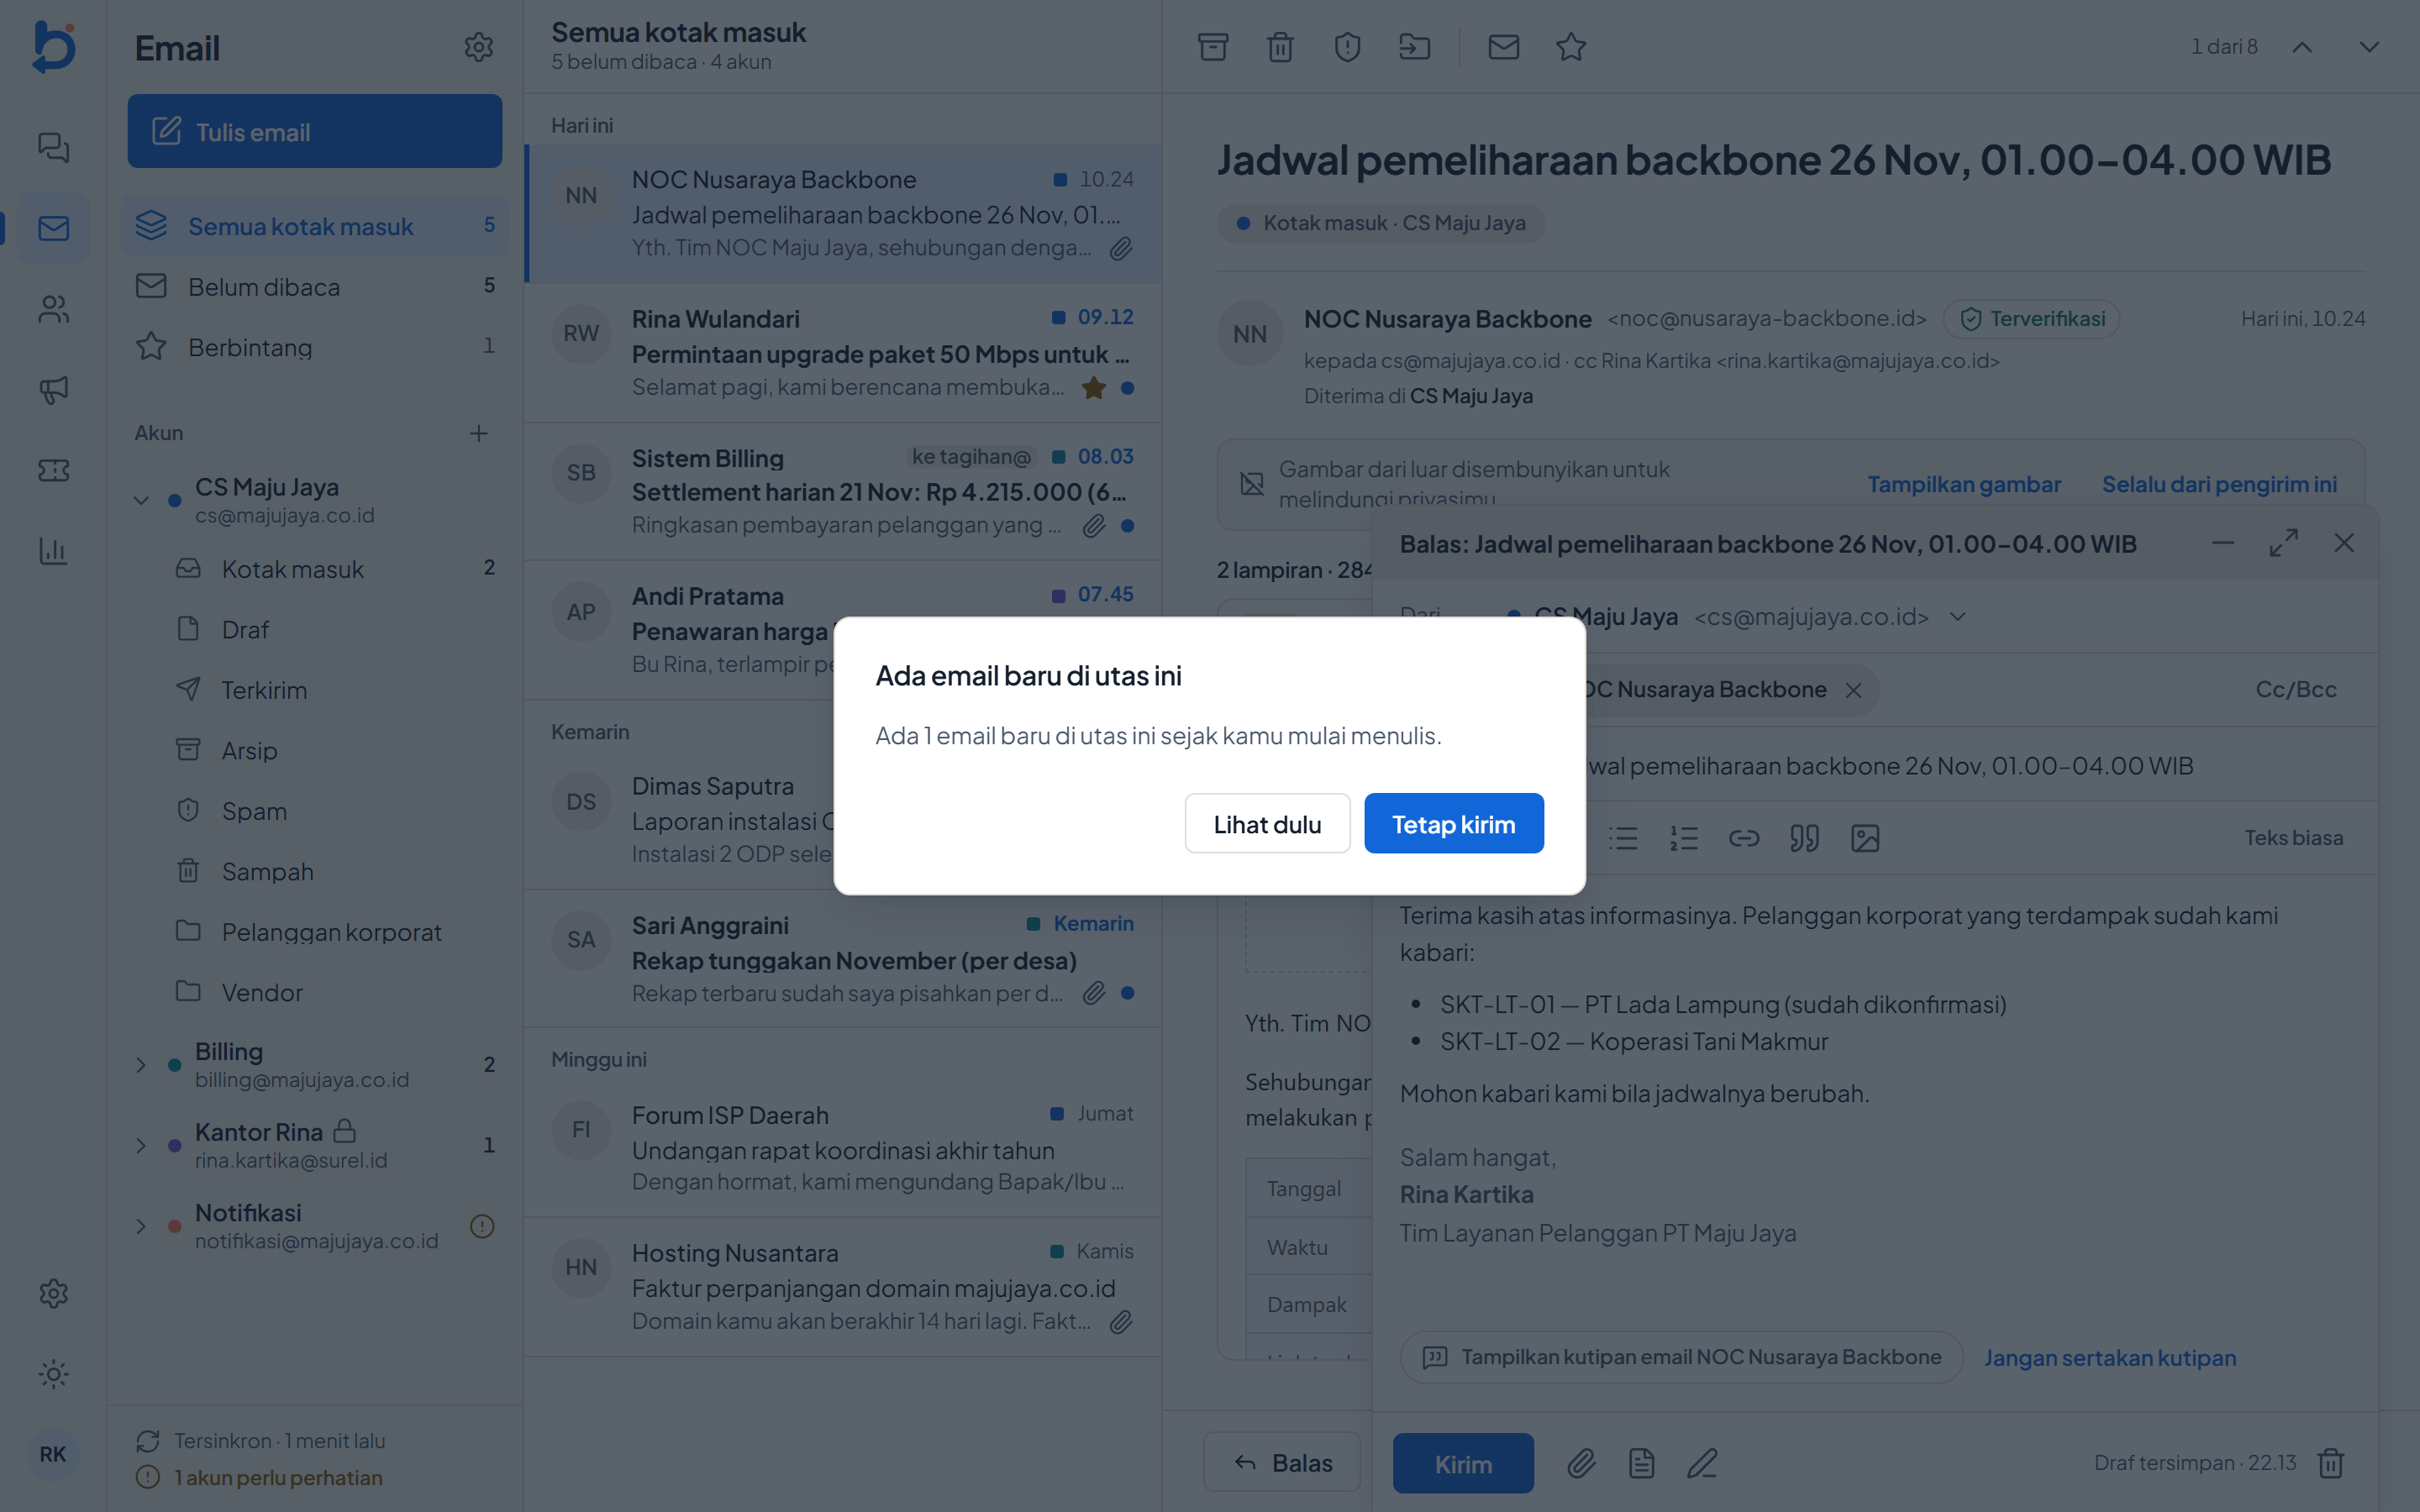 Email
Tulis email
Semua kotak masuk 5
Belum dibaca 5
Berbintang 1
Akun
CS Maju Jaya
cs@majujaya.co.id
Kotak masuk 2
Draf
Terkirim
Arsip
Spam
Sampah
Pelanggan korporat
Vendor
Billing
billing@majujaya.co.id 2
Kantor Rina
rina.kartika@surel.id 1
Notifikasi
notifikasi@majujaya.co.id
RK
Tersinkron · 1 menit lalu
1 akun perlu perhatian
Semua kotak masuk
5 belum dibaca · 4 akun
Hari ini
NN
NOC Nusaraya Backbone 10.24
Jadwal pemeliharaan backbone 26 Nov, 01....
Yth. Tim NOC Maju Jaya, sehubungan denga...
RW
Rina Wulandari 09.12
Permintaan upgrade paket 50 Mbps untuk ...
Selamat pagi, kami berencana membuka...
SB
Sistem Billing ke tagihan@ 08.03
Settlement harian 21 Nov: Rp 4.215.000 (6...
Ringkasan pembayaran pelanggan yang ...
AP
Andi Pratama 07.45
Penawaran harga
Bu Rina, terlampir
Kemarin
DS
Dimas Saputra
Laporan instalasi
Instalasi 2 ODP
SA
Sari Anggraini Kemarin
Rekap tunggakan November (per desa)
Rekap terbaru sudah saya pisahkan per d...
Minggu ini
FI
Forum ISP Daerah Jumat
Undangan rapat koordinasi akhir tahun
Dengan hormat, kami mengundang Bapak/Ibu ...
HN
Hosting Nusantara Kamis
Faktur perpanjangan domain majujaya.co.id
Domain kamu akan berakhir 14 hari lagi. Fakt...
1 dari 8
Jadwal pemeliharaan backbone 26 Nov, 01.00–04.00 WIB
Kotak masuk · CS Maju Jaya
NN
NOC Nusaraya Backbone <noc@nusaraya-backbone.id> Terverifikasi Hari ini, 10.24
kepada cs@majujaya.co.id · cc Rina Kartika <rina.kartika@majujaya.co.id>
Diterima di CS Maju Jaya
Gambar dari luar disembunyikan untuk
melindungi privasimu
Tampilkan gambar Selalu dari pengirim ini
2 lampiran · 284
Yth. Tim
Sehubungan
melakukan
Tanggal
Waktu
Dampak
Balas
Balas: Jadwal pemeliharaan backbone 26 Nov, 01.00–04.00 WIB
Dari CS Maju Jaya <cs@majujaya.co.id>
Nusaraya Backbone Cc/Bcc
pemeliharaan backbone 26 Nov, 01.00–04.00 WIB
Teks biasa
Terima kasih atas informasinya. Pelanggan korporat yang terdampak sudah kami
kabari:
• SKT-LT-01 — PT Lada Lampung (sudah dikonfirmasi)
• SKT-LT-02 — Koperasi Tani Makmur
Mohon kabari kami bila jadwalnya berubah.
Salam hangat,
Rina Kartika
Tim Layanan Pelanggan PT Maju Jaya
Tampilkan kutipan email NOC Nusaraya Backbone Jangan sertakan kutipan
Kirim Draf tersimpan · 22.13
Ada email baru di utas ini
Ada 1 email baru di utas ini sejak kamu mulai menulis.
Lihat dulu Tetap kirim